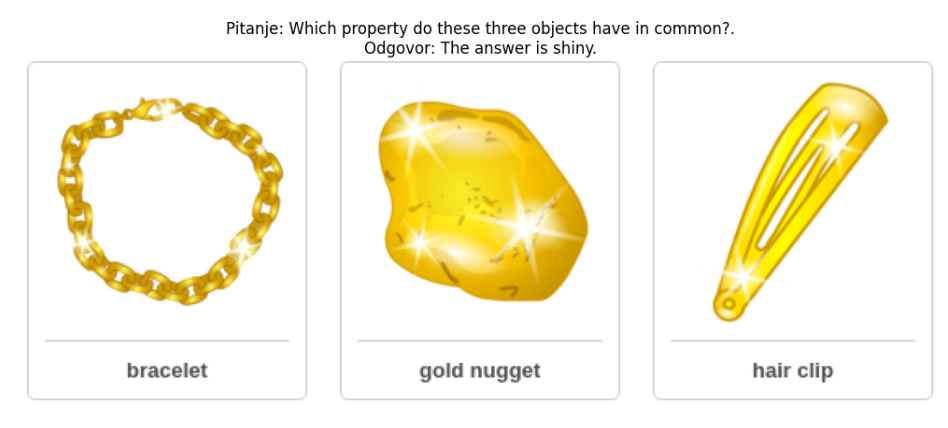 Pitanje: Which property do these three objects have in common?.
Odgovor: The answer is shiny.
bracelet
gold nugget
hair clip